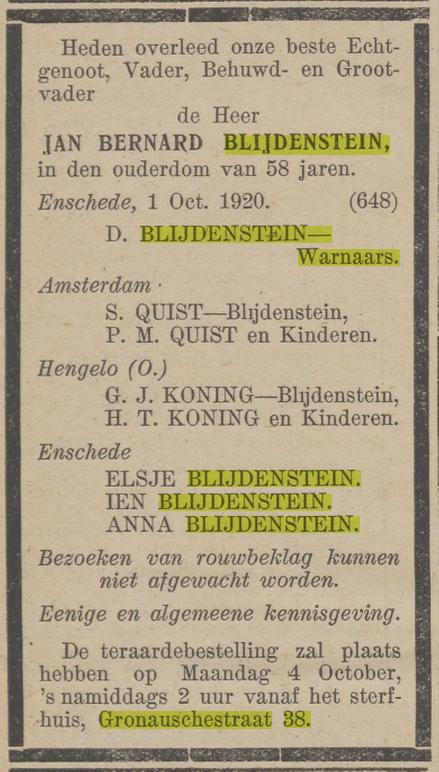 Heden overleed onze beste Echt-
genoot, Vader, Behuwd- en Groot-
vader
de Heer
JAN BERNARD BLIJDENSTEIN,
in den ouderdom van 58 jaren.
Enschede, 1 Oct. 1920. (648)
D. BLIJDENSTEIN—
Warnaars.
Amsterdam
S. QUIST—Blijdenstein,
P. M. QUIST en Kinderen.
Hengelo (O.)
G. J. KONING—Blijdenstein,
H. T. KONING en Kinderen.
Enschede
ELSJE BLIJDENSTEIN.
IEN BLIJDENSTEIN.
ANNA BLIJDENSTEIN.
Bezoeken van rouwbeklag kunnen
niet afgewacht worden.
Eenige en algemeene kennisgeving.
De teraardebestelling zal plaats
hebben op Maandag 4 October,
's namiddags 2 uur vanaf het sterf-
huis, Gronauschestraat 38.